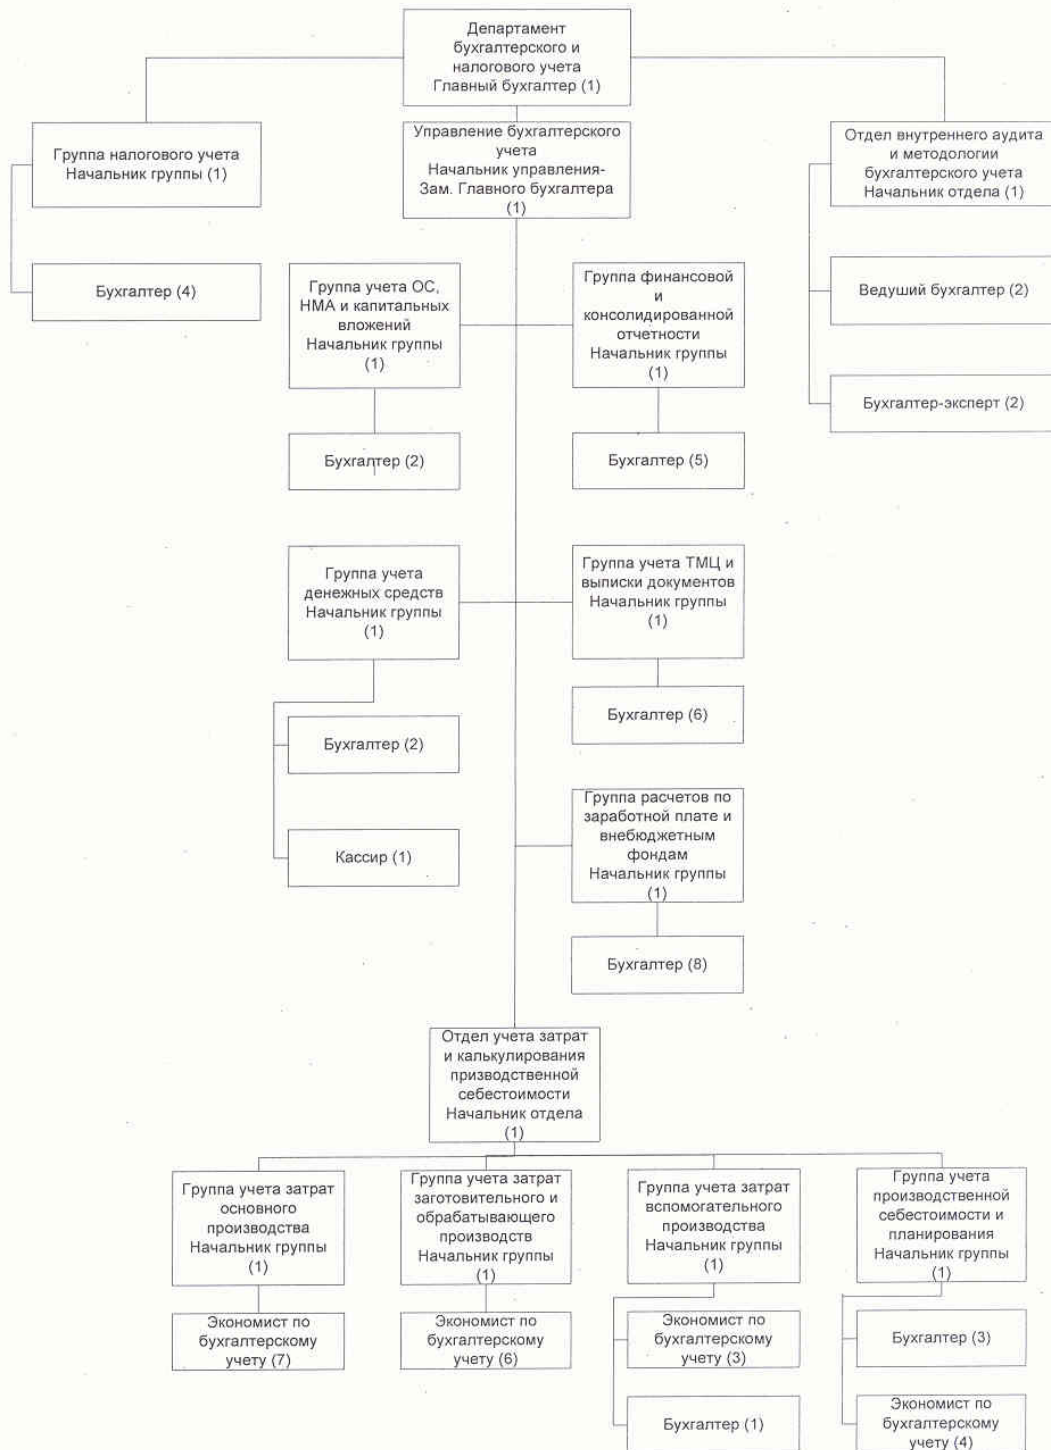 Департамент
бухгалтерского и
налогового учета
Главный бухгалтер (1)
Группа налогового учета
Начальник группы (1)
Бухгалтер (4)
Управление бухгалтерского
учета
Начальник управления-
Зам. Главного бухгалтера
(1)
Отдел внутреннего аудита
и методологии
бухгалтерского учета
Начальник отдела (1)
Ведуший бухгалтер (2)
Бухгалтер-эксперт (2)
Группа учета ОС,
НМА и капитальных
вложений
Начальник группы
(1)
Бухгалтер (2)
Группа финансовой
и
консолидированной
отчетности
Начальник группы
(1)
Бухгалтер (5)
Группа учета
денежных средств
Начальник группы
(1)
Бухгалтер (2)
Кассир (1)
Группа учета ТМЦ и
выписки документов
Начальник группы
(1)
Бухгалтер (6)
Группа расчетов по
заработной плате и
внебюджетным
фондам
Начальник группы
(1)
Бухгалтер (8)
Отдел учета затрат
и калькулирования
призводственной
себестоимости
Начальник отдела
(1)
Группа учета затрат
основного
производства
Начальник группы
(1)
Экономист по
бухгалтерскому
учету (7)
Группа учета затрат
заготовительного и
обрабатывающего
производств
Начальник группы
(1)
Экономист по
бухгалтерскому
учету (6)
Группа учета затрат
вспомогательного
производства
Начальник группы
(1)
Экономист по
бухгалтерскому
учету (3)
Бухгалтер (1)
Группа учета
производственной
себестоимости и
планирования
Начальник группы
(1)
Бухгалтер (3)
Экономист по
бухгалтерскому
учету (4)